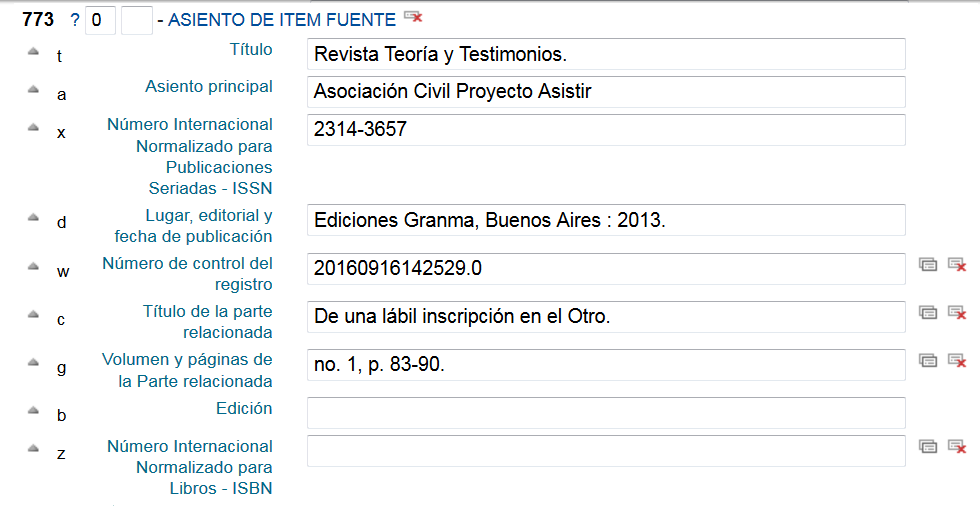 773 ? 0 - ASIENTO DE ITEM FUENTE
t Título Revista Teoría y Testimonios.
a Asiento principal Asociación Civil Proyecto Asistir
x Número Internacional 2314-3657
Normalizado para
Publicaciones
Seriadas - ISSN
d Lugar, editorial y Ediciones Granma, Buenos Aires : 2013.
fecha de publicación
w Número de control del 20160916142529.0
registro
c Título de la parte De una lábil inscripción en el Otro.
relacionada
g Volumen y páginas de no. 1, p. 83-90.
la Parte relacionada
b Edición
z Número Internacional
Normalizado para
Libros - ISBN